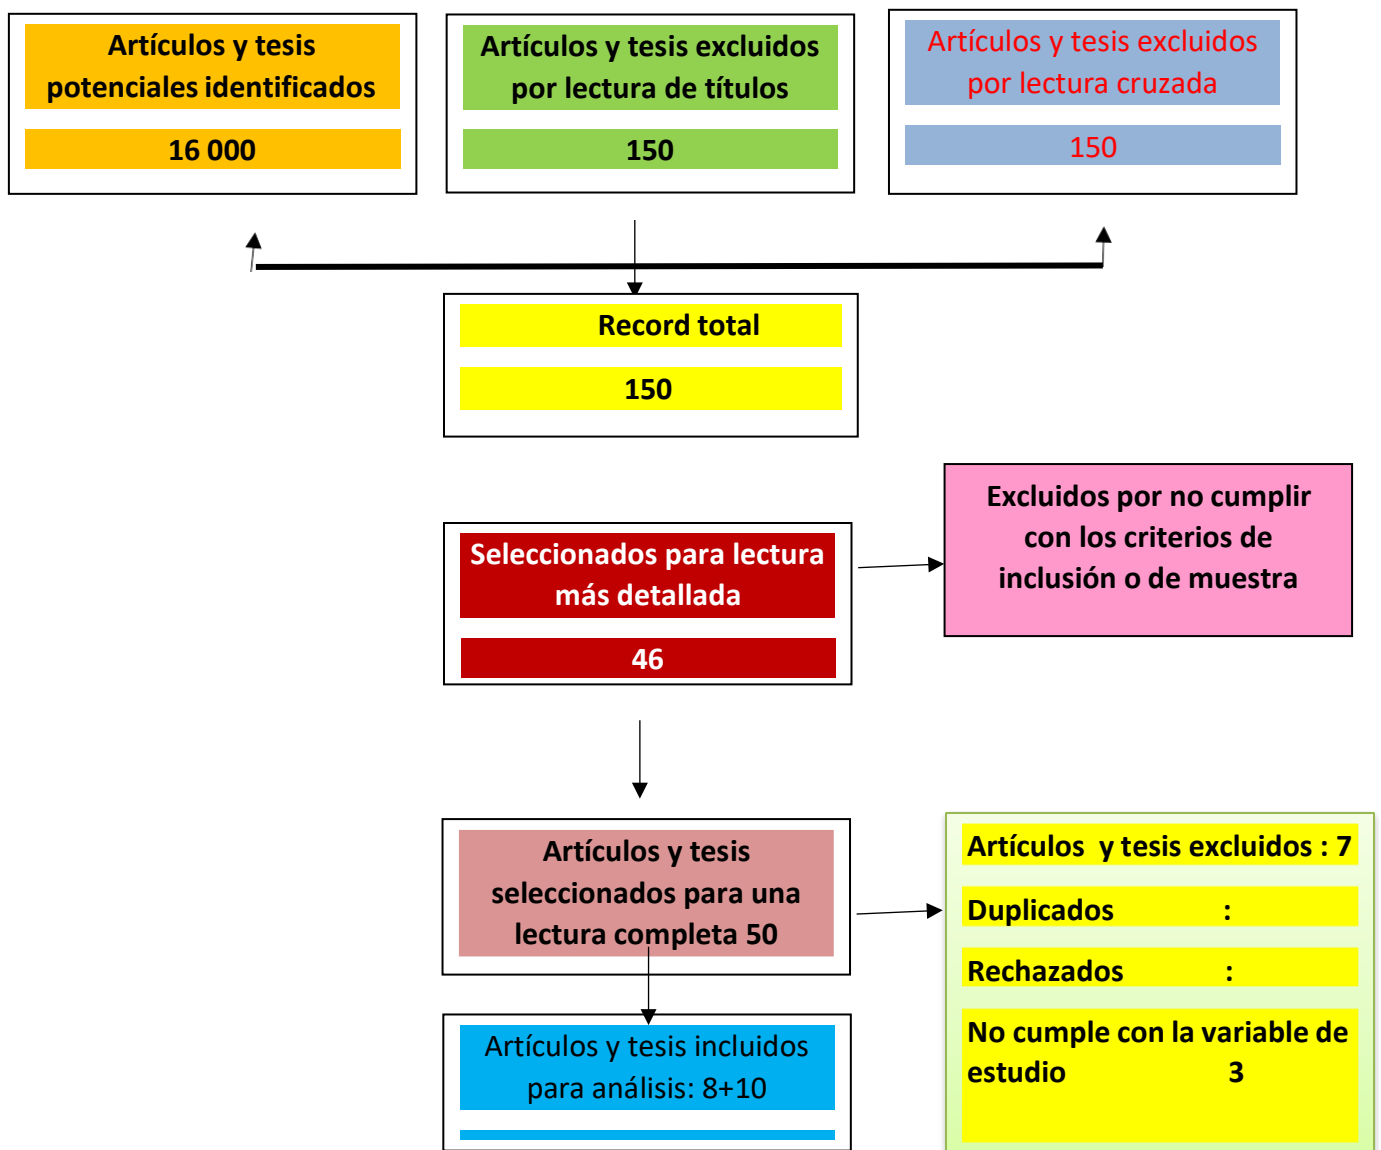 Artículos y tesis
potenciales identificados
16 000
Artículos y tesis excluidos
por lectura de títulos
150
Artículos y tesis excluidos
por lectura cruzada
150
Record total
150
Excluidos por no cumplir
con los criterios de
inclusión o de muestra
Seleccionados para lectura
más detallada
46
Artículos y tesis
seleccionados para una
lectura completa 50
Artículos y tesis excluidos : 7
Duplicados :
Rechazados :
No cumple con la variable de
estudio 3
Artículos y tesis incluidos
para análisis: 8+10